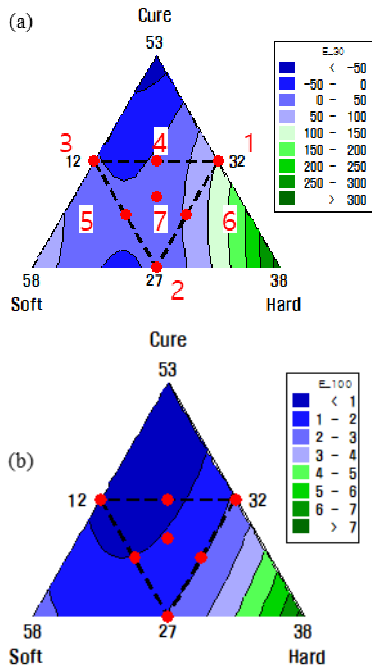 (a)
Cure
53
E_30
< -50
-50 - 0
0 - 50
50 - 100
100 - 150
150 - 200
200 - 250
250 - 300
> 300
3
4
1
12
32
5
7
6
58
27
38
Soft
2
Hard
Cure
53
E_100
< 1
1 - 2
2 - 3
3 - 4
4 - 5
5 - 6
6 - 7
> 7
(b)
12
32
58
27
38
Soft
Hard